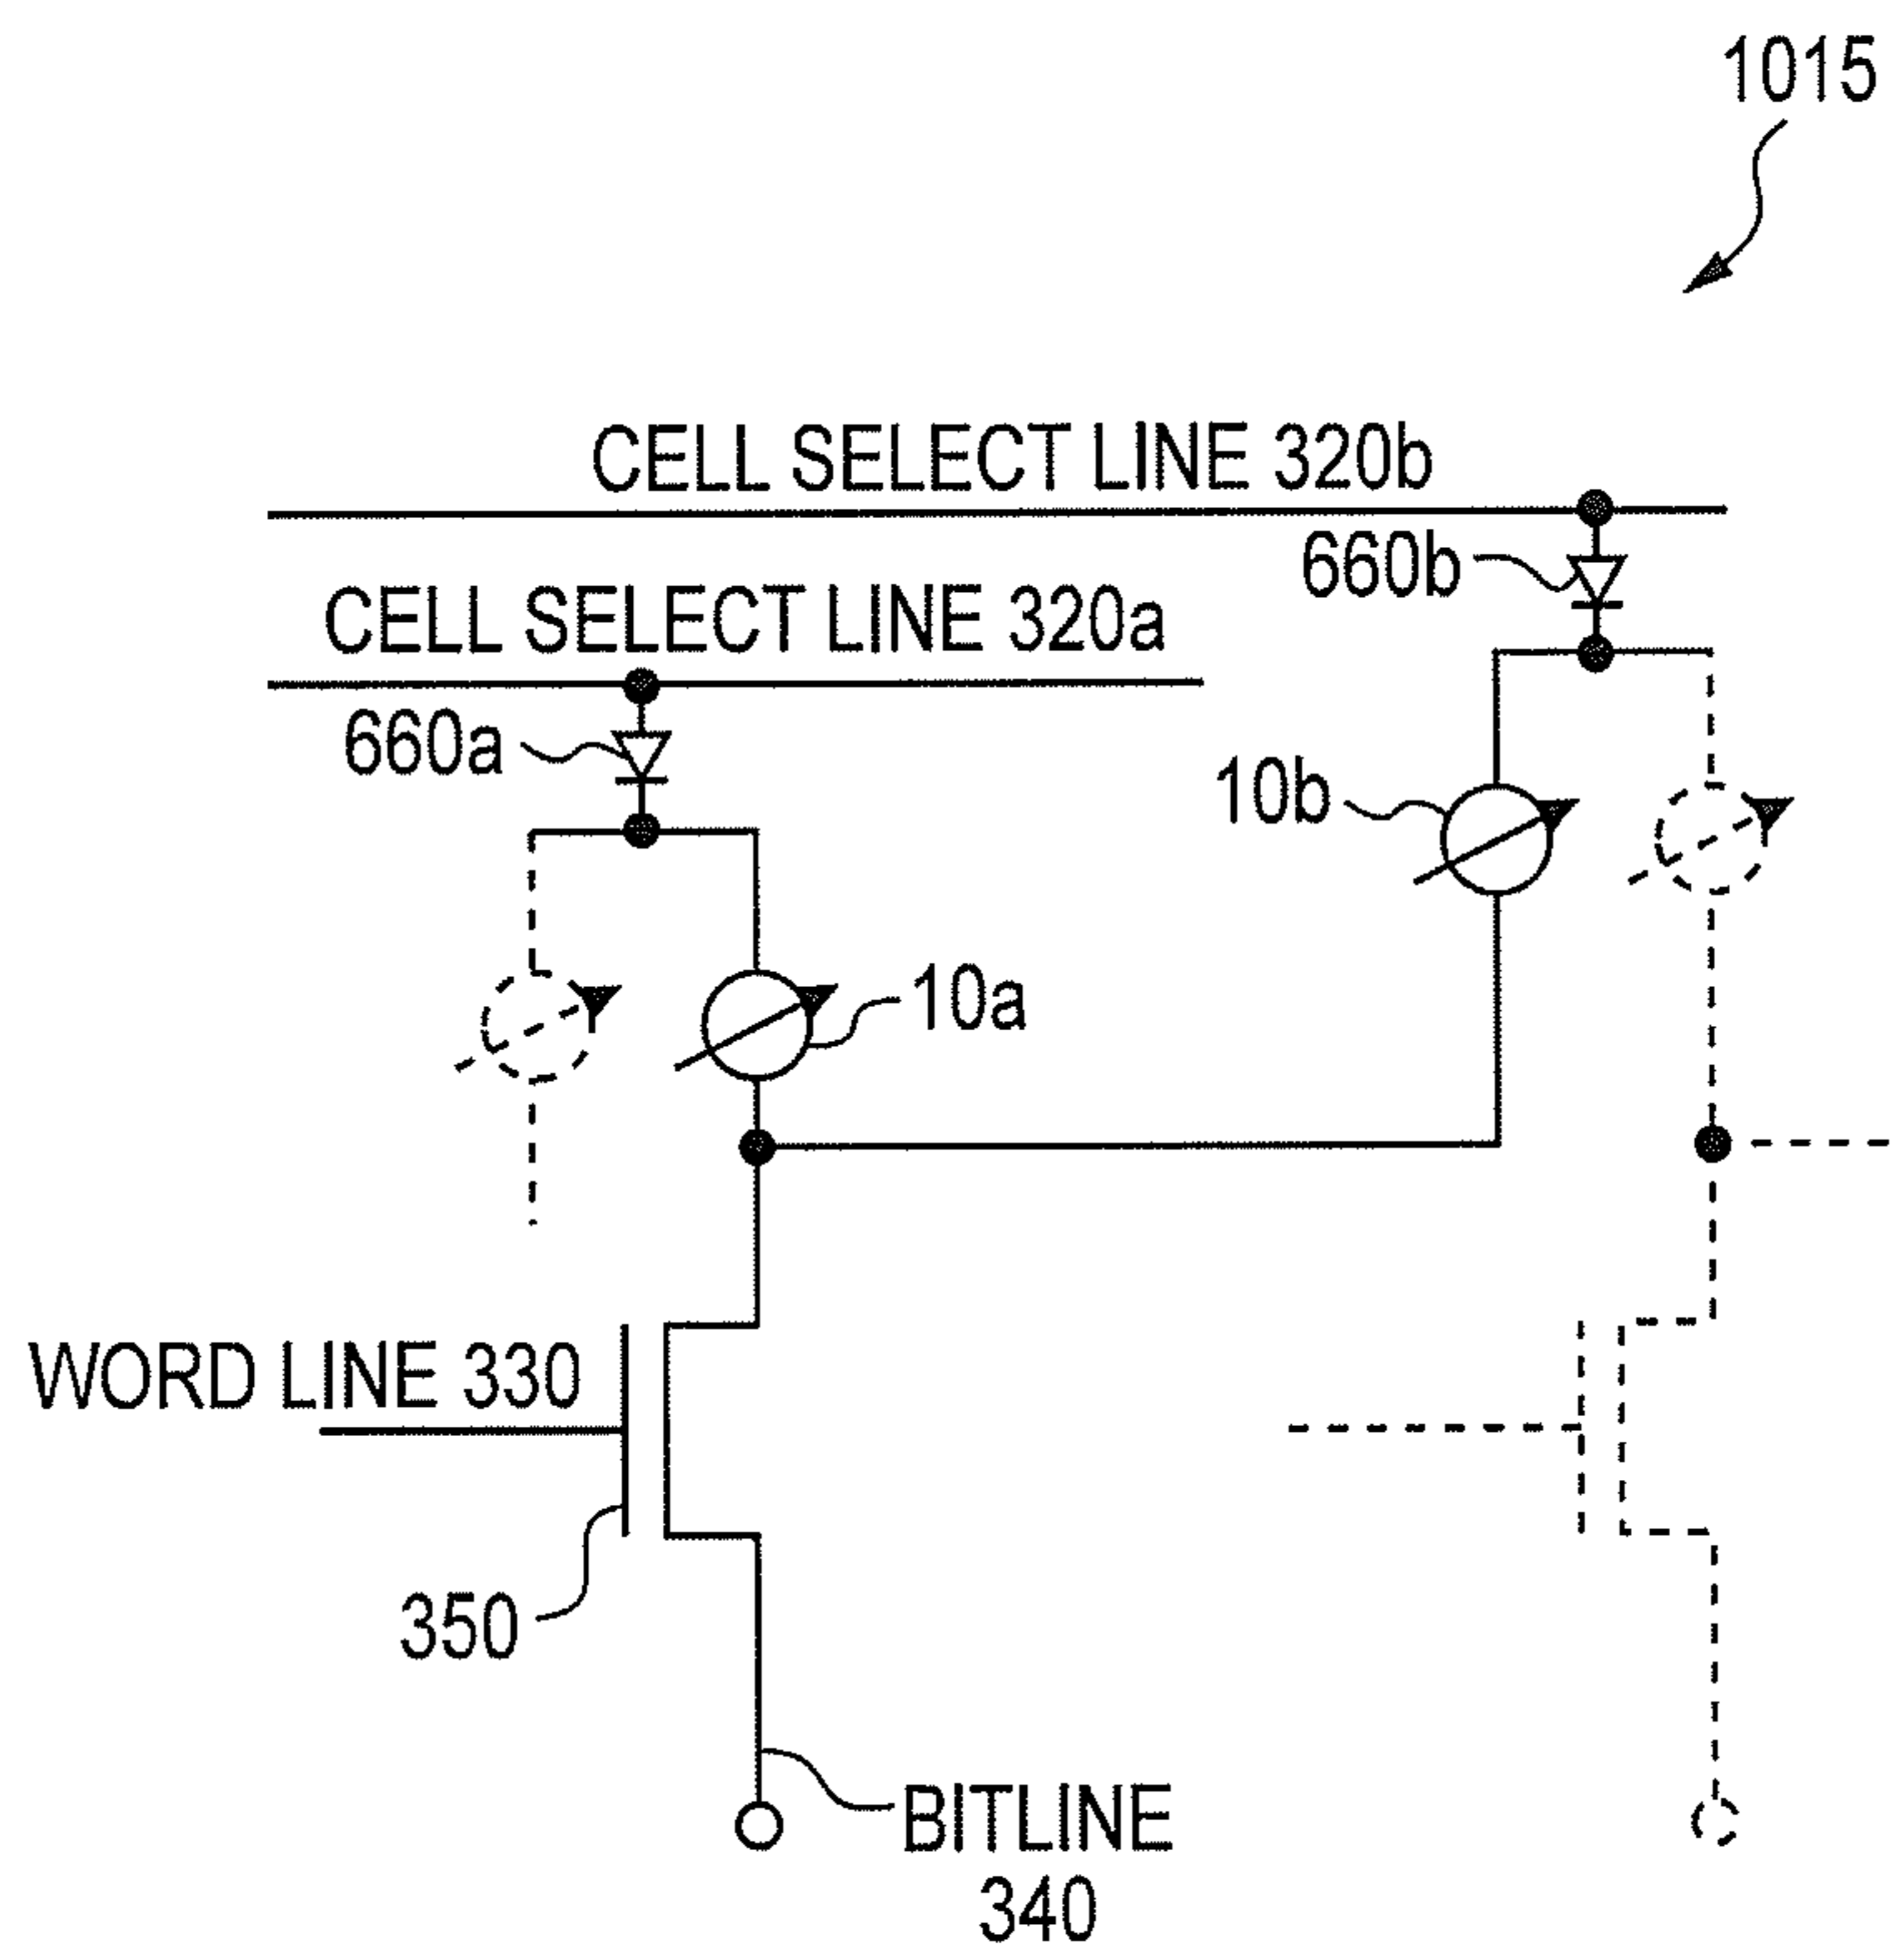 1015
CELL SELECT LINE 320b
660b
CELL SELECT LINE 320a
660a
10b
10a
WORD LINE 330
350
BITLINE
340